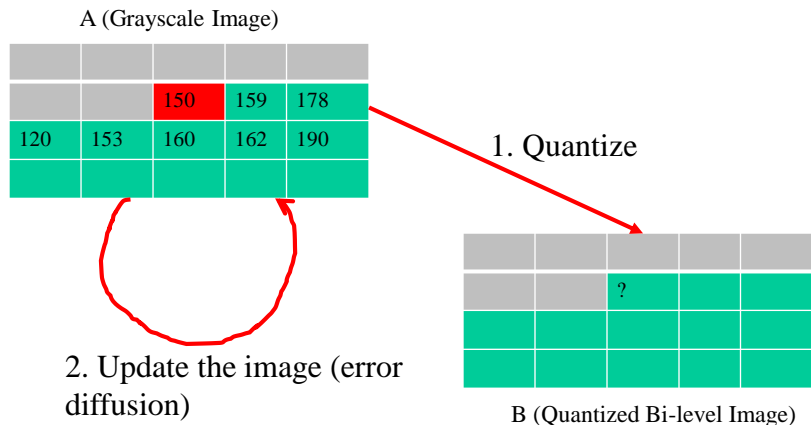 A (Grayscale Image)
150 159 178
120 153 160 162 190
1. Quantize
?
2. Update the image (error
diffusion)
B (Quantized Bi-level Image)